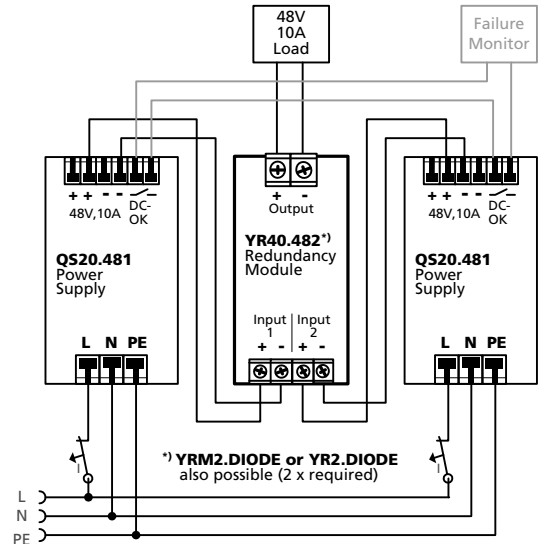 48V
10A
Load
Failure
Monitor
+ + - -
48V,10A DC-
OK
QS20.481
Power
Supply
L N PE
+ -
Output
YR40.482*)
Redundancy
Module
Input Input
1 2
+ - + -
+ + - -
48V,10A DC-
OK
QS20.481
Power
Supply
L N PE
I
I
*) YRM2.DIODE or YR2.DIODE
also possible (2 x required)
L
N
PE